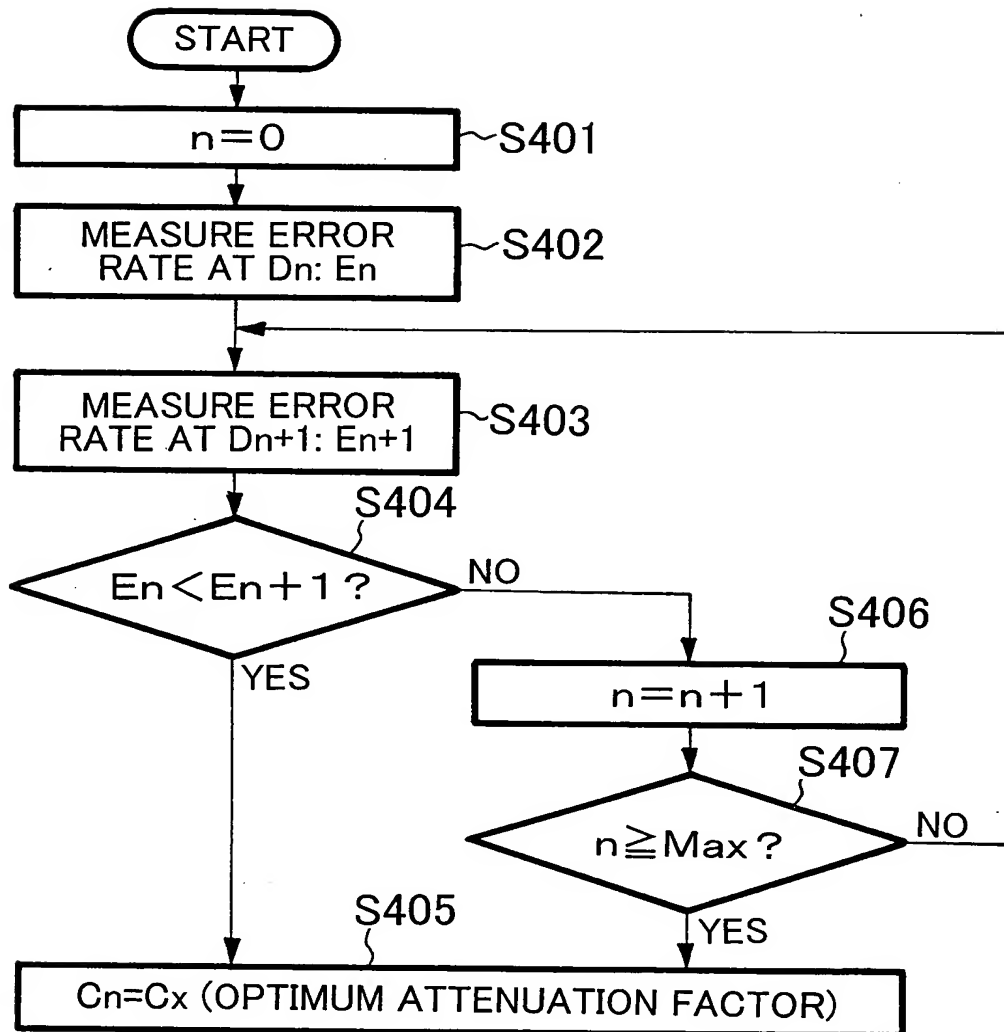 START
n=0
S401
MEASURE ERROR
RATE AT Dn: En
S402
MEASURE ERROR
RATE AT Dn+1: En+1
S403
S404
En<En+1?
NO
YES
S406
n=n+1
S407
n≧Max?
NO
YES
S405
Cn=Cx (OPTIMUM ATTENUATION FACTOR)